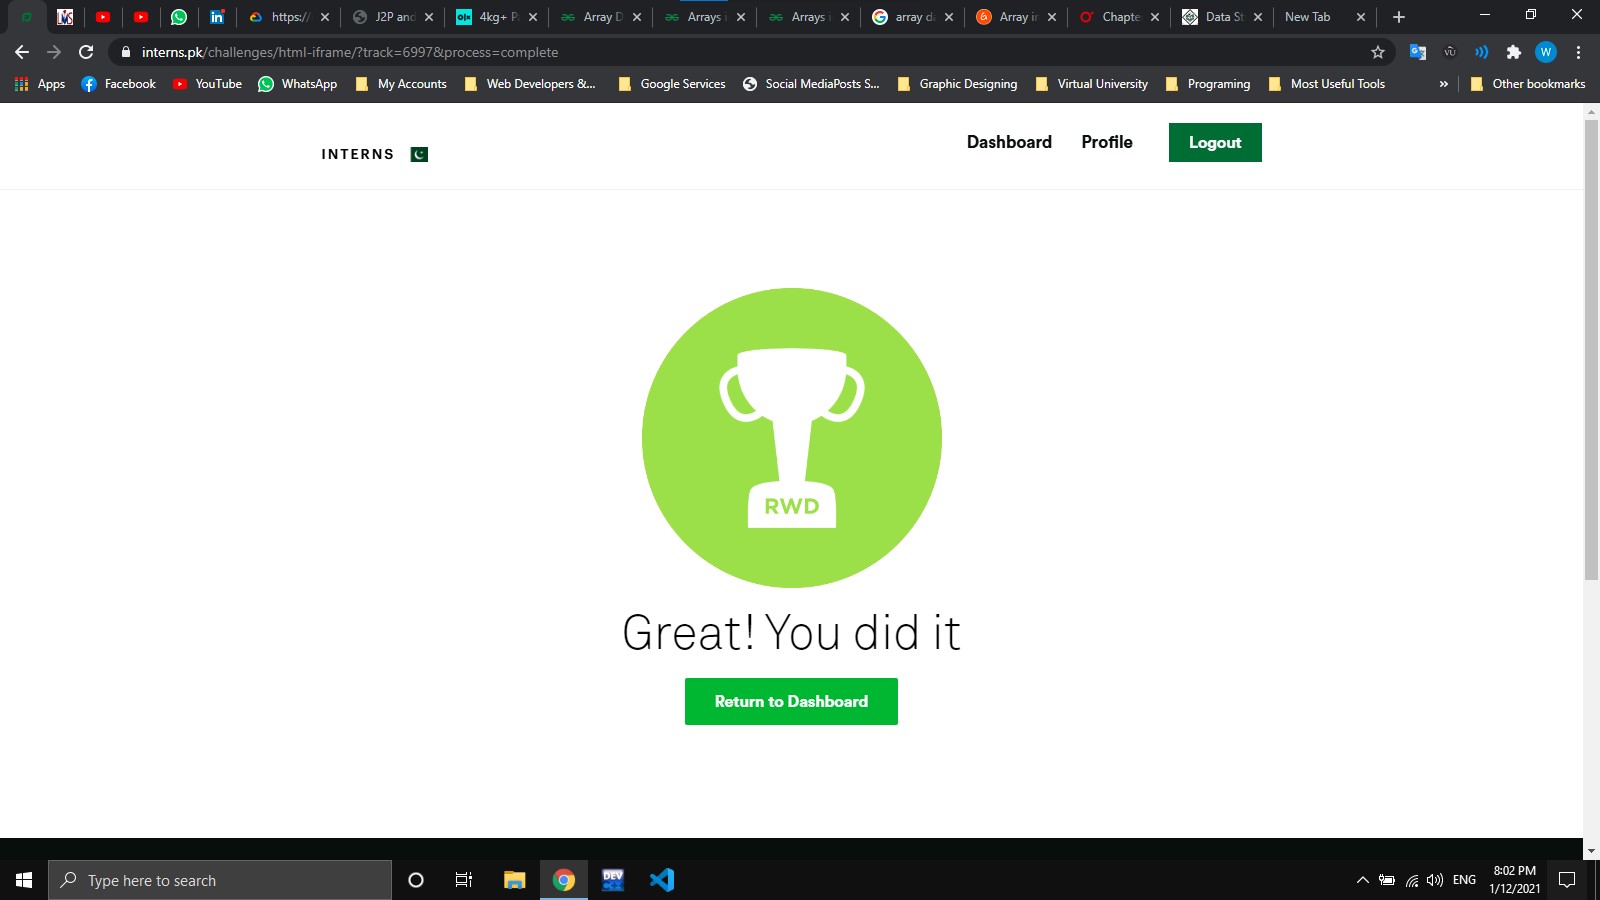 https://
J2P and
4kg+ P
Array D
Arrays i
Arrays i
array da
Array in
Chapte
Data St
New Tab
interns.pk/challenges/html-iframe/?track=6997&process=complete
W
Apps
Facebook
YouTube
WhatsApp
My Accounts
Web Developers &...
Google Services
Social MediaPosts S...
Graphic Designing
Virtual University
Programing
Most Useful Tools
»
Other bookmarks
INTERNS
Dashboard
Profile
Logout
RWD
Great! You did it
Return to Dashboard
Type here to search
DEV
ENG
8:02 PM
1/12/2021